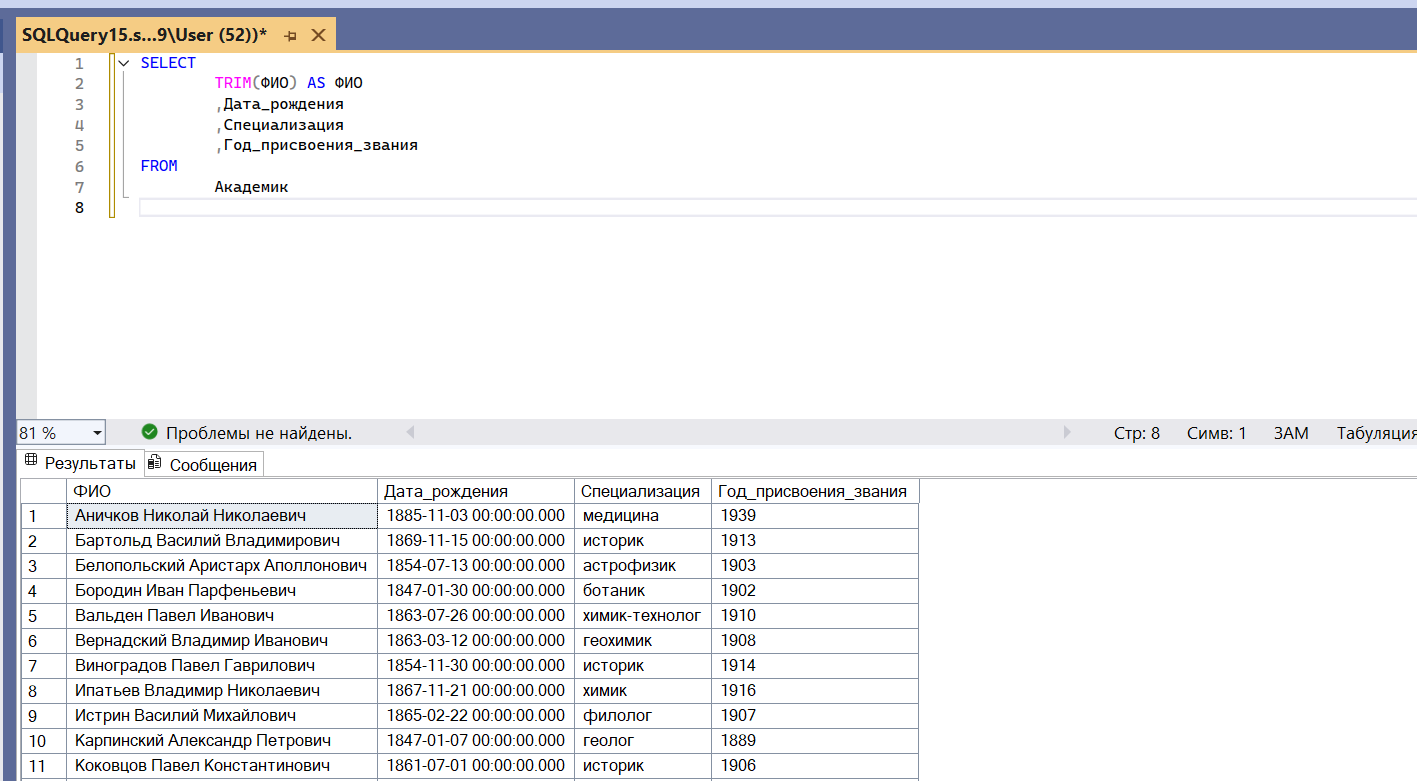 SQLQuery15.s...9\User (52))*
1 SELECT
2 TRIM(ФИО) AS ФИО
3 ,Дата_рождения
4 ,Специализация
5 ,Год_присвоения_звания
6 FROM
7 Академик
8
81 % Проблемы не найдены. Стр: 8 Симв: 1 ЗАМ Табуляция
Результаты Сообщения
ФИО Дата_рождения Специализация Год_присвоения_звания
1 Аничков Николай Николаевич 1885-11-03 00:00:00.000 медицина 1939
2 Бартольд Василий Владимирович 1869-11-15 00:00:00.000 историк 1913
3 Белопольский Аристарх Аполлонович 1854-07-13 00:00:00.000 астрофизик 1903
4 Бородин Иван Парфеньевич 1847-01-30 00:00:00.000 ботаник 1902
5 Вальден Павел Иванович 1863-07-26 00:00:00.000 химик-технолог 1910
6 Вернадский Владимир Иванович 1863-03-12 00:00:00.000 геохимик 1908
7 Виноградов Павел Гаврилович 1854-11-30 00:00:00.000 историк 1914
8 Ипатьев Владимир Николаевич 1867-11-21 00:00:00.000 химик 1916
9 Истрин Василий Михайлович 1865-02-22 00:00:00.000 филолог 1907
10 Карпинский Александр Петрович 1847-01-07 00:00:00.000 геолог 1889
11 Коковцов Павел Константинович 1861-07-01 00:00:00.000 историк 1906